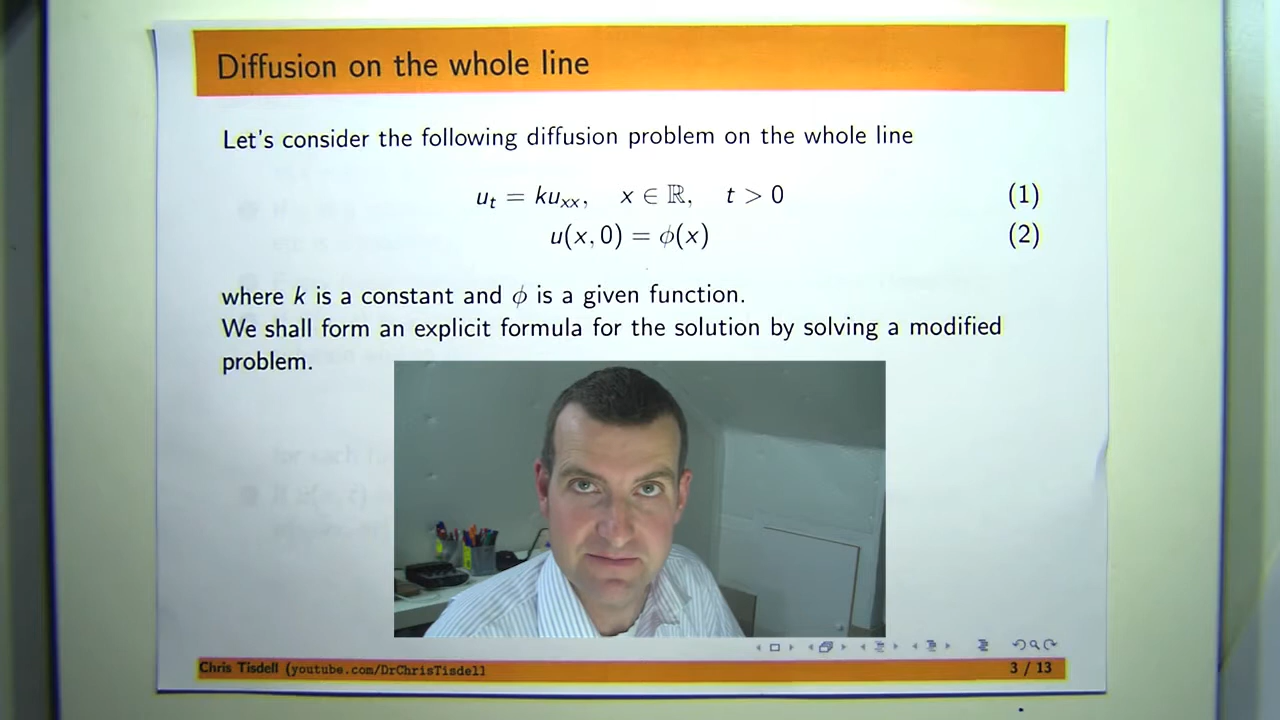 Diffusion on the whole line
Let's consider the following diffusion problem on the whole line
u_t = ku_{xx}, x ∈ ℝ, t > 0 (1)
u(x, 0) = ϕ(x) (2)
where k is a constant and ϕ is a given function.
We shall form an explicit formula for the solution by solving a modified
problem.
Chris Tisdell (youtube.com/DrChrisTisdell 3 / 13